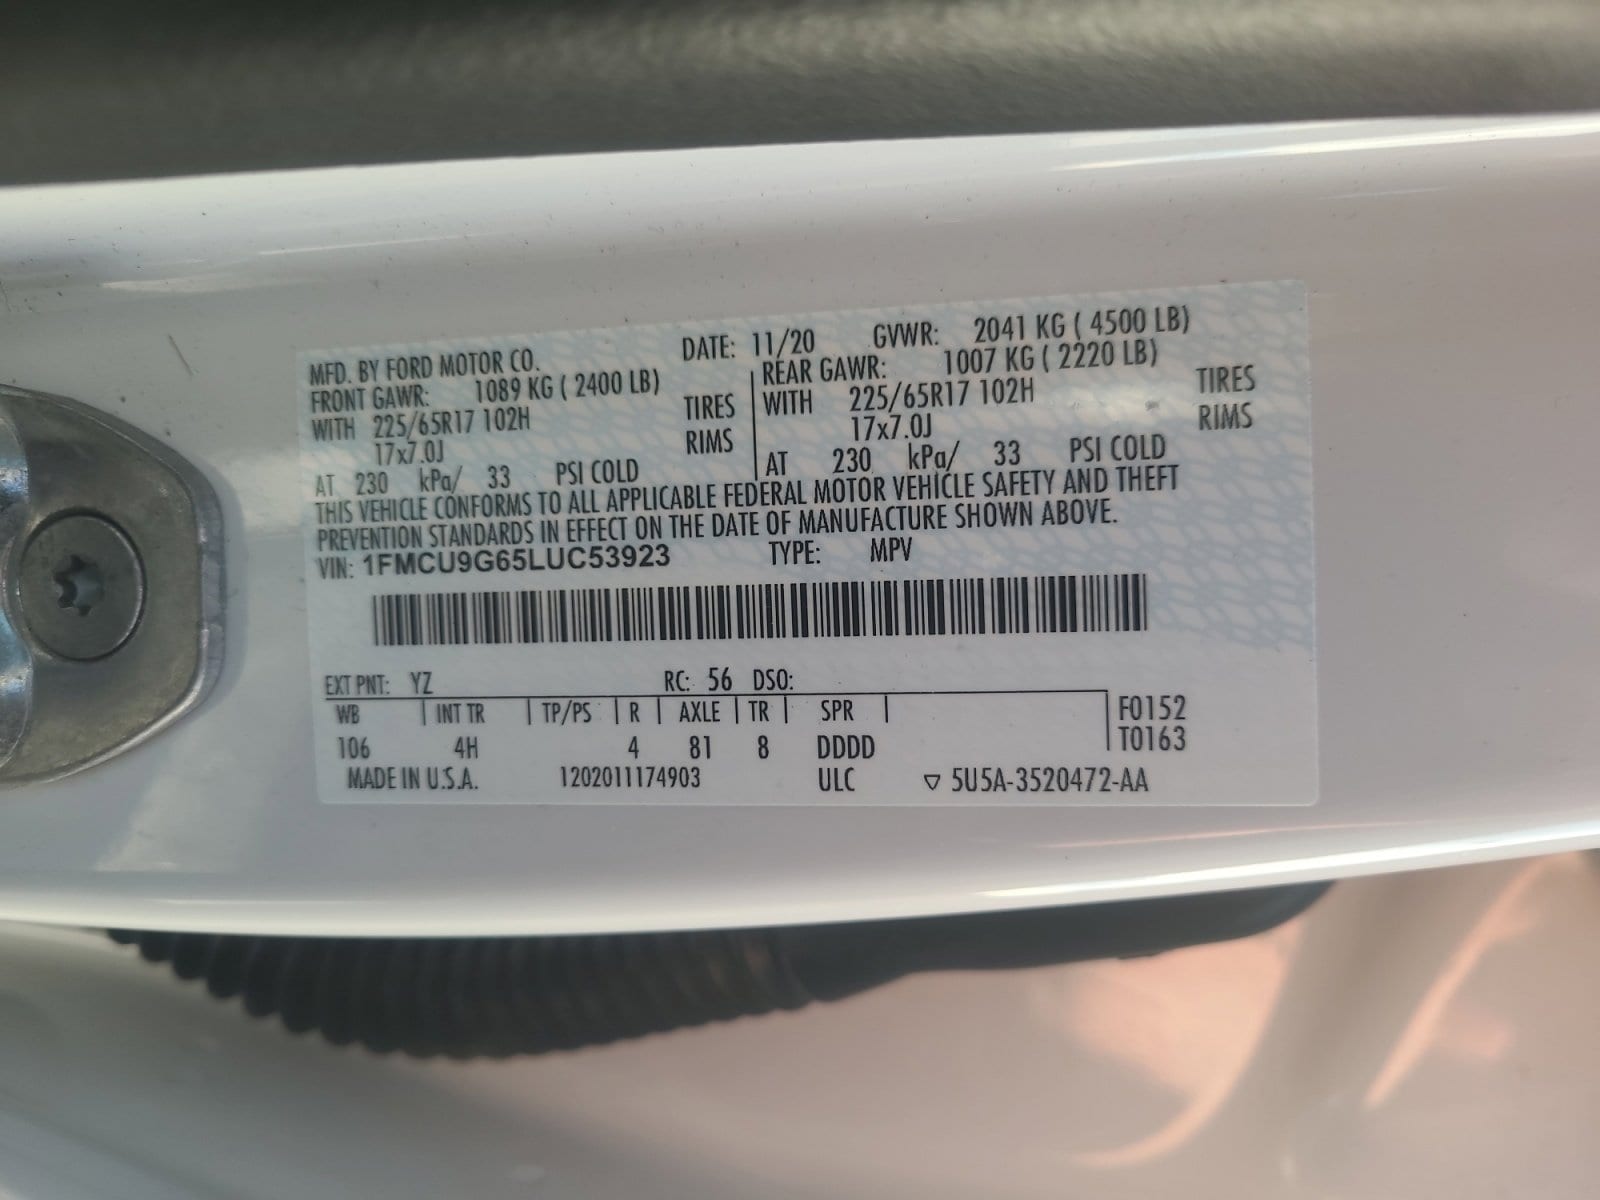 MFD. BY FORD MOTOR CO. DATE: 11/20 GVWR: 2041 KG ( 4500 LB)
FRONT GAWR: 1089 KG ( 2400 LB) REAR GAWR: 1007 KG ( 2220 LB)
WITH 225/65R17 102H TIRES WITH 225/65R17 102H TIRES
17x7.0J RIMS 17x7.0J RIMS
AT 230 kPa/ 33 PSI COLD AT 230 kPa/ 33 PSI COLD
THIS VEHICLE CONFORMS TO ALL APPLICABLE FEDERAL MOTOR VEHICLE SAFETY AND THEFT
PREVENTION STANDARDS IN EFFECT ON THE DATE OF MANUFACTURE SHOWN ABOVE.
VIN: 1FMCU9G65LUC53923 TYPE: MPV
EXT PNT: YZ RC: 56 DSO:
WB | INT TR | TP/PS | R | AXLE | TR | SPR | F0152
106 4H 4 81 8 DDDD T0163
MADE IN U.S.A. 1202011174903 ULC ▽ 5U5A-3520472-AA